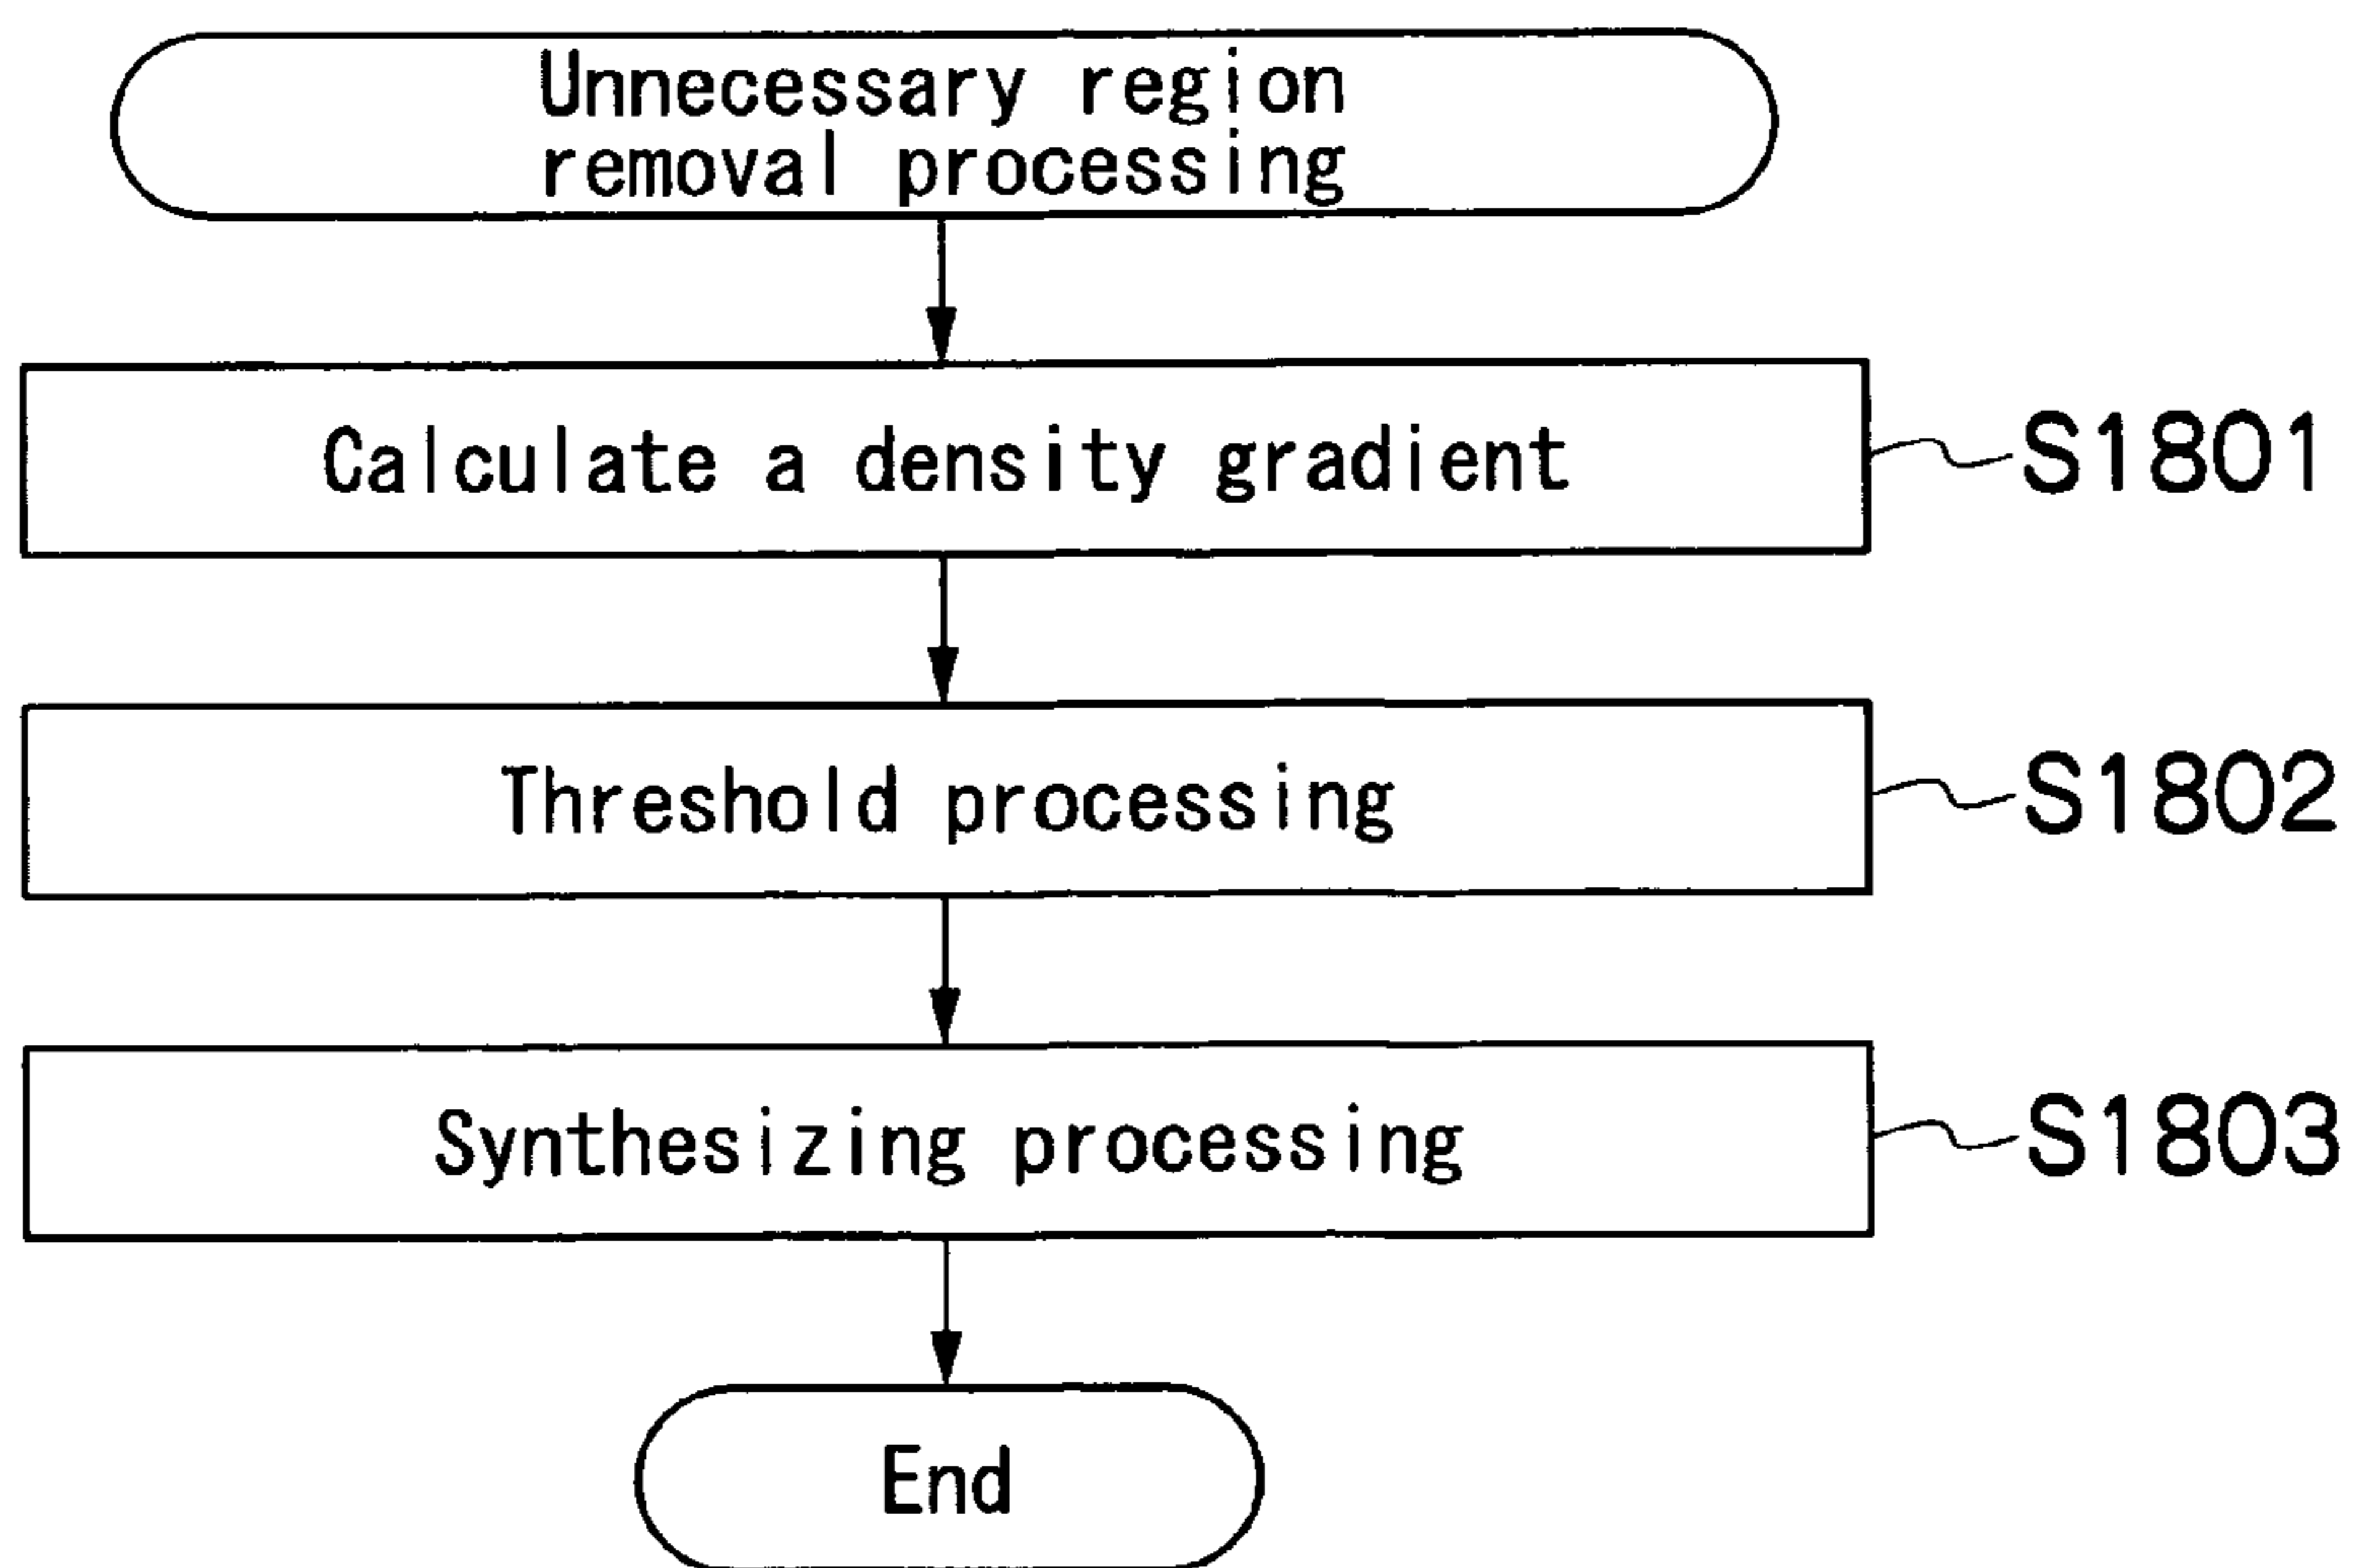 Unnecessary region
removal processing
Calculate a density gradient
S1801
Threshold processing
S1802
Synthesizing processing
S1803
End